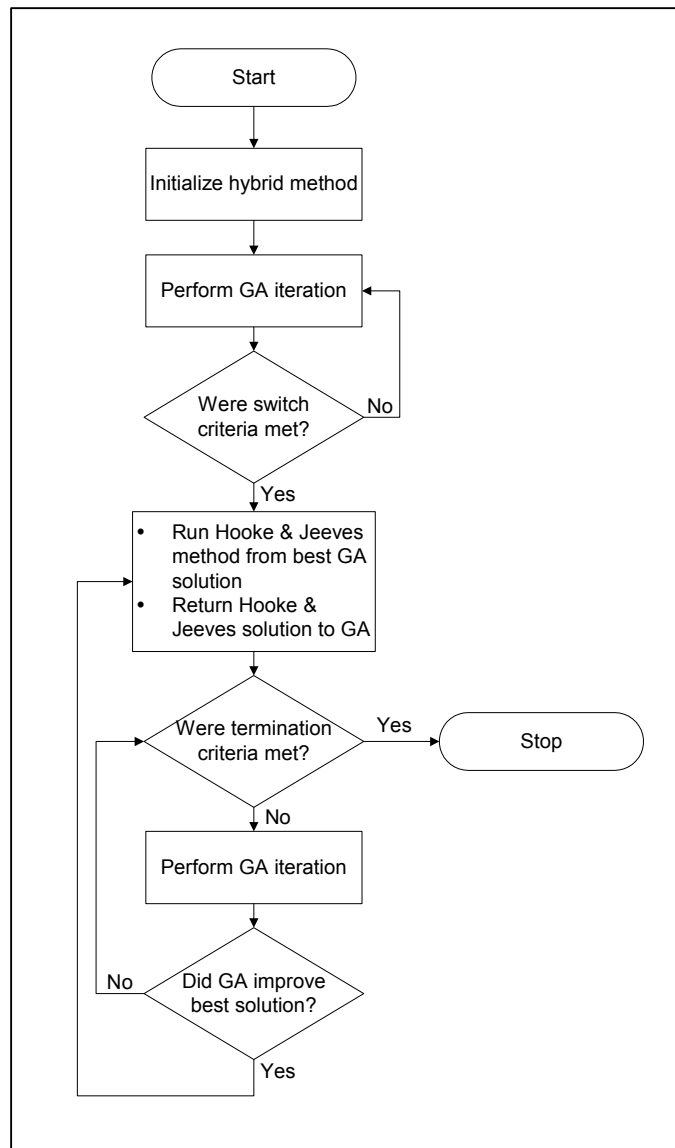 Start
Initialize hybrid method
Perform GA iteration
Were switch
criteria met?
No
Yes
• Run Hooke & Jeeves
method from best GA
solution
• Return Hooke &
Jeeves solution to GA
Were termination
criteria met?
Yes
Stop
No
Perform GA iteration
Did GA improve
best solution?
No
Yes